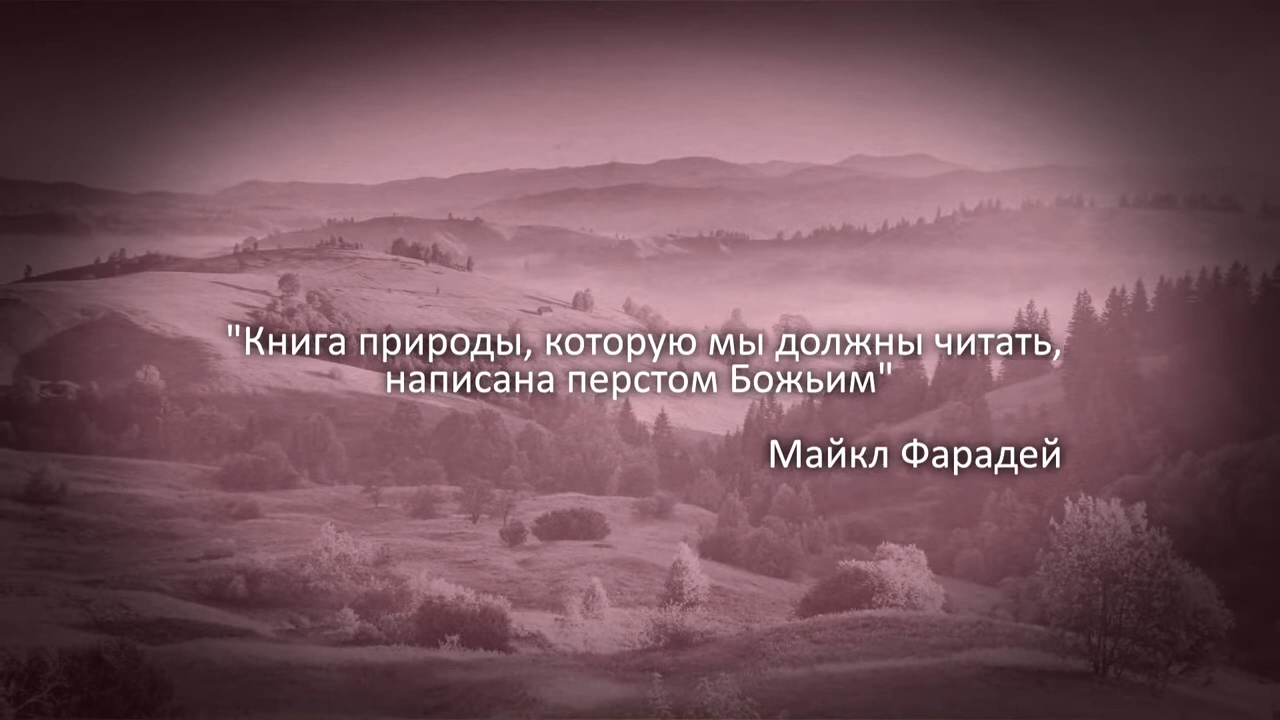 "Книга природы, которую мы должны читать,
написана перстом Божьим"
Майкл Фарадей